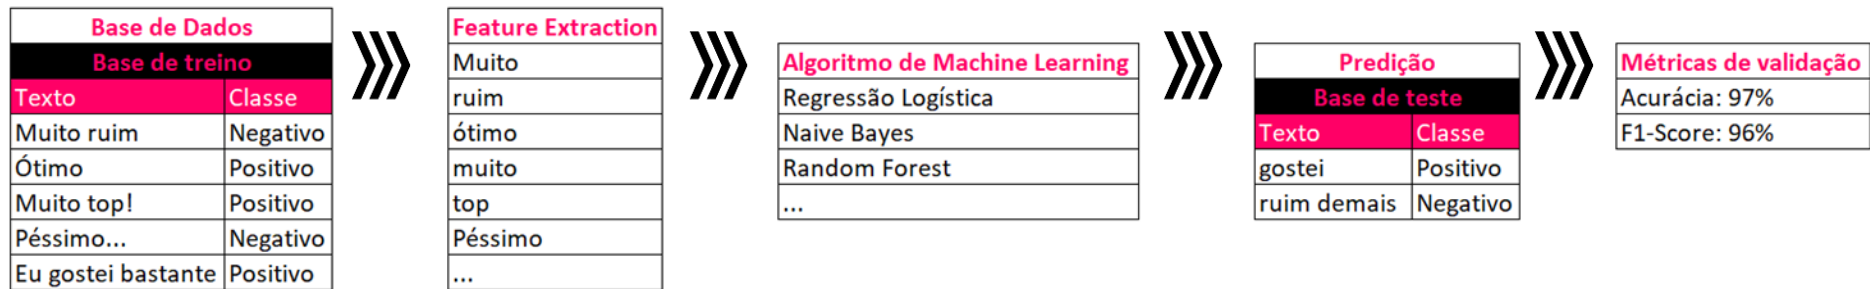 Base de Dados
Base de treino
Texto Classe
Muito ruim Negativo
Ótimo Positivo
Muito top! Positivo
Péssimo... Negativo
Eu gostei bastante Positivo
Feature Extraction
Muito
ruim
ótimo
muito
top
Péssimo
...
Algoritmo de Machine Learning
Regressão Logística
Naive Bayes
Random Forest
...
Predição
Base de teste
Texto Classe
gostei Positivo
ruim demais Negativo
Métricas de validação
Acurácia: 97%
F1-Score: 96%